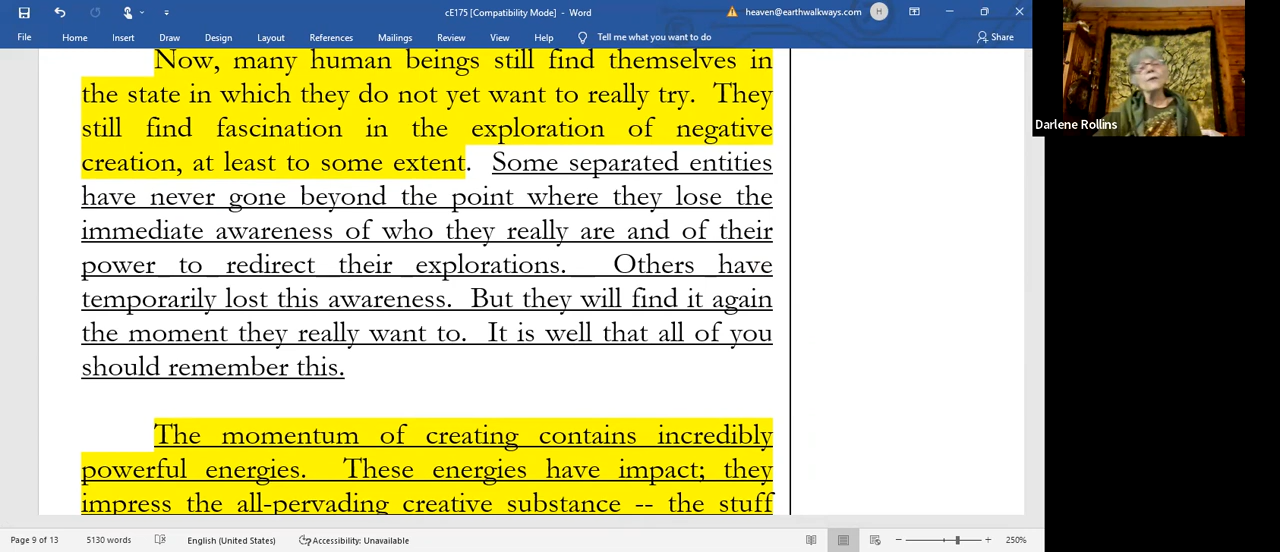 cE175 [Compatibility Mode] - Word
heaven@earthwalkways.com
H
File Home Insert Draw Design Layout References Mailings Review View Help Tell me what you want to do Share
Now, many human beings still find themselves in
the state in which they do not yet want to really try. They
still find fascination in the exploration of negative
creation, at least to some extent. Some separated entities
have never gone beyond the point where they lose the
immediate awareness of who they really are and of their
power to redirect their explorations. Others have
temporarily lost this awareness. But they will find it again
the moment they really want to. It is well that all of you
should remember this.
The momentum of creating contains incredibly
powerful energies. These energies have impact; they
impress the all-pervading creative substance -- the stuff
Darlene Rollins
Page 9 of 13 5130 words English (United States) Accessibility: Unavailable 250%